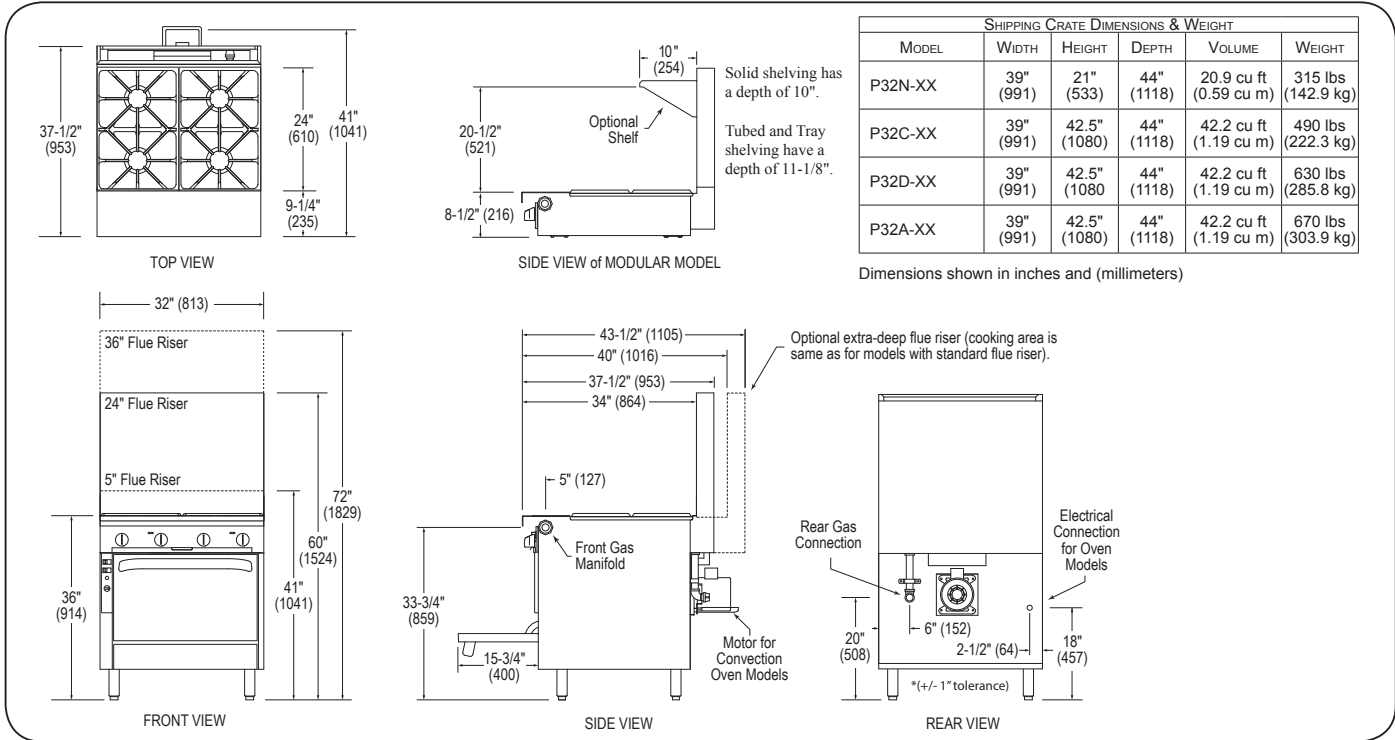 37-1/2"
(953)
24"
(610)
41"
(1041)
9-1/4"
(235)
TOP VIEW
10"
(254)
20-1/2"
(521)
Optional
Shelf
8-1/2" (216)
SIDE VIEW of MODULAR MODEL
Solid shelving has
a depth of 10".
Tubed and Tray
shelving have a
depth of 11-1/8".
SHIPPING CRATE DIMENSIONS & WEIGHT
MODEL WIDTH HEIGHT DEPTH VOLUME WEIGHT
P32N-XX 39" (991) 21" (533) 44" (1118) 20.9 cu ft (0.59 cu m) 315 lbs (142.9 kg)
P32C-XX 39" (991) 42.5" (1080) 44" (1118) 42.2 cu ft (1.19 cu m) 490 lbs (222.3 kg)
P32D-XX 39" (991) 42.5" (1080 44" (1118) 42.2 cu ft (1.19 cu m) 630 lbs (285.8 kg)
P32A-XX 39" (991) 42.5" (1080) 44" (1118) 42.2 cu ft (1.19 cu m) 670 lbs (303.9 kg)
Dimensions shown in inches and (millimeters)
32" (813)
36" Flue Riser
24" Flue Riser
5" Flue Riser
36"
(914)
41"
(1041)
60"
(1524)
72"
(1829)
FRONT VIEW
43-1/2" (1105)
40" (1016)
37-1/2" (953)
34" (864)
Optional extra-deep flue riser (cooking area is
same as for models with standard flue riser).
5" (127)
Front Gas
Manifold
33-3/4"
(859)
15-3/4"
(400)
Motor for
Convection
Oven Models
SIDE VIEW
Rear Gas
Connection
Electrical
Connection
for Oven
Models
20"
(508)
6" (152)
2-1/2" (64)
18"
(457)
*(+/- 1" tolerance)
REAR VIEW